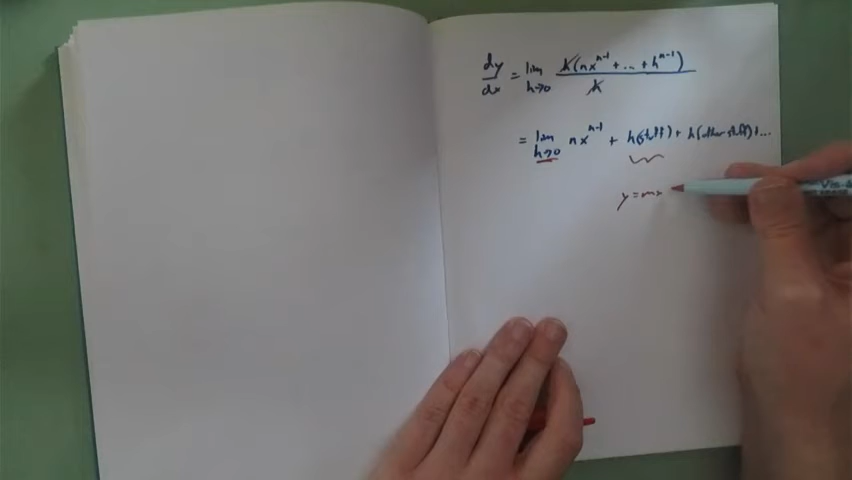 dy/dx = lim h→0 h(nx^{n-1} + ... + h^{n-1})/h
= lim h→0 nx^{n-1} + h(stuff) + h(other stuff) + ...
y = mx